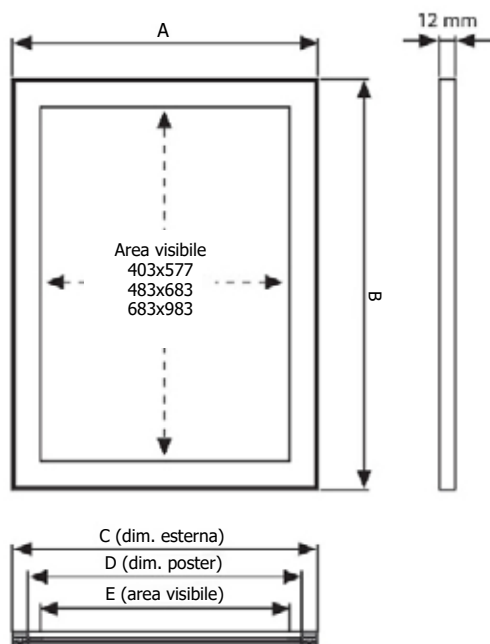 A
12 mm
Area visibile
403x577
483x683
683x983
B
C (dim. esterna)
D (dim. poster)
E (area visibile)